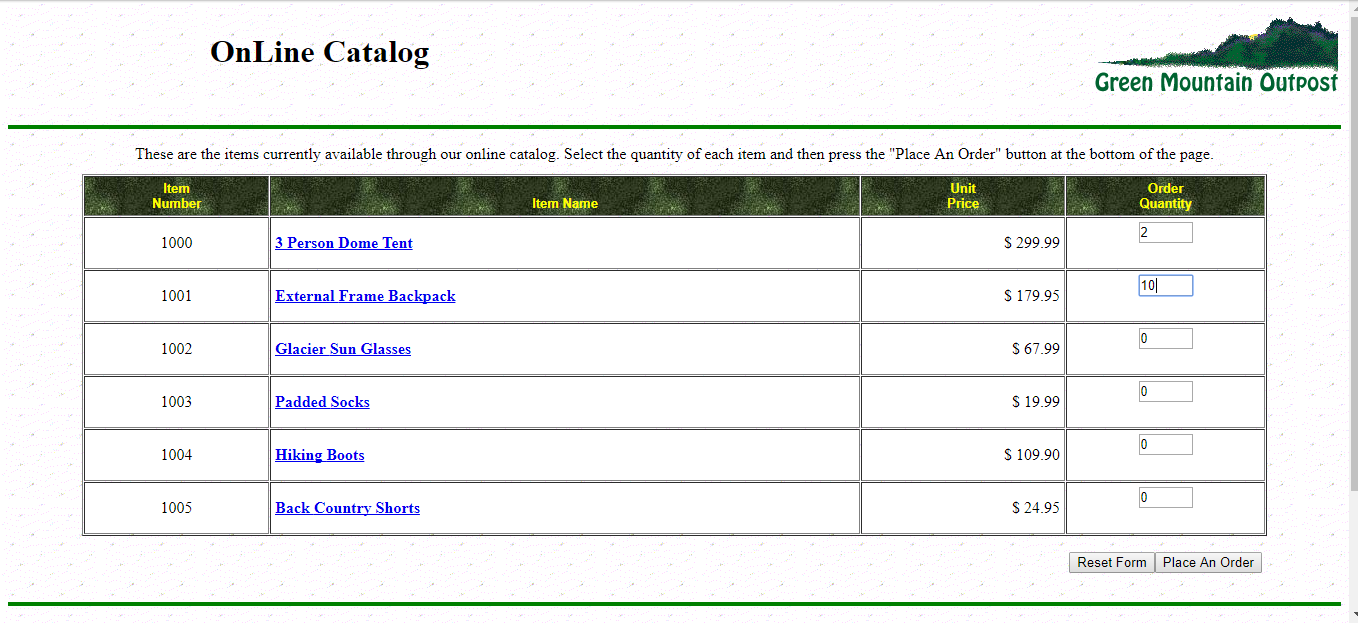 OnLine Catalog
Green Mountain Outpost
These are the items currently available through our online catalog. Select the quantity of each item and then press the "Place An Order" button at the bottom of the page.
Item Number Item Name Unit Price Order Quantity
1000 3 Person Dome Tent $ 299.99 2
1001 External Frame Backpack $ 179.95 10
1002 Glacier Sun Glasses $ 67.99 0
1003 Padded Socks $ 19.99 0
1004 Hiking Boots $ 109.90 0
1005 Back Country Shorts $ 24.95 0
Reset Form Place An Order